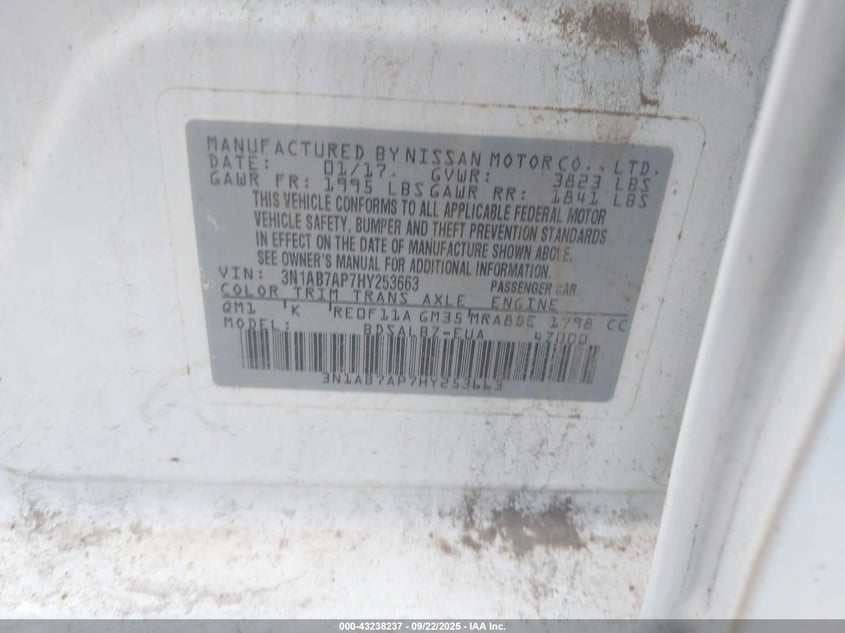 MANUFACTURED BY NISSAN MOTOR CO., LTD.
DATE: 01/17. GVWR: 3823 LBS
GAWR FR: 1995 LBS GAWR RR: 1841 LBS
THIS VEHICLE CONFORMS TO ALL APPLICABLE FEDERAL MOTOR
VEHICLE SAFETY, BUMPER AND THEFT PREVENTION STANDARDS
IN EFFECT ON THE DATE OF MANUFACTURE SHOWN ABOVE.
SEE OWNER'S MANUAL FOR ADDITIONAL INFORMATION.
VIN: 3N1AB7AP7HY253663 PASSENGER CAR.
COLOR TRIM TRANS AXLE ENGINE
QM1 K RE0F11A GM35 MRA8DE 1798 CC
MODEL: BDSALBZ-EUA 47000
3N1AB7AP7HY253663
000-43238237 - 09/22/2025 - IAA Inc.